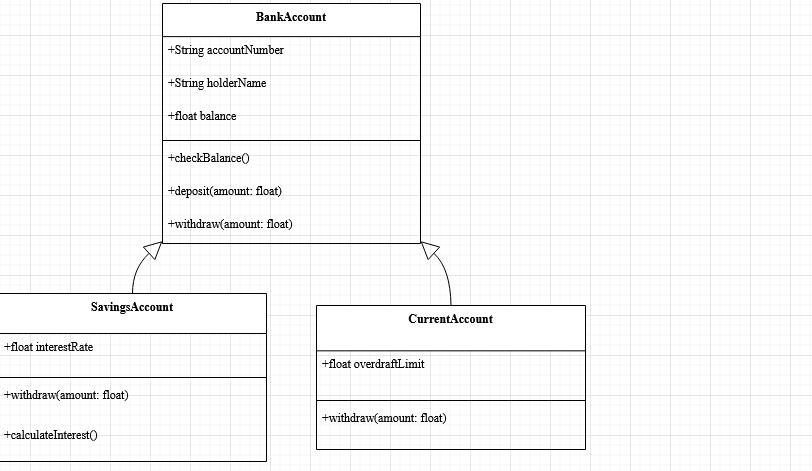 BankAccount
+String accountNumber
+String holderName
+float balance
+checkBalance()
+deposit(amount: float)
+withdraw(amount: float)
SavingsAccount
+float interestRate
+withdraw(amount: float)
+calculateInterest()
CurrentAccount
+float overdraftLimit
+withdraw(amount: float)